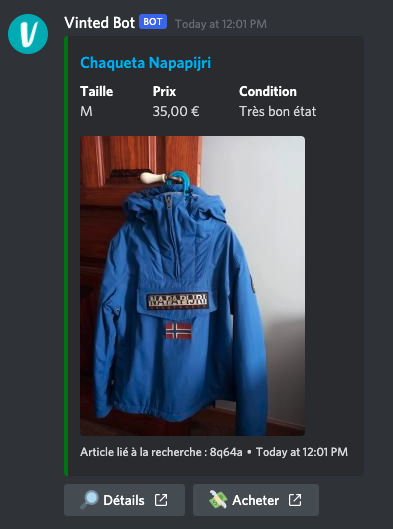 Vinted Bot BOT Today at 12:01 PM
Chaqueta Napapijri
Taille Prix Condition
M 35,00 € Très bon état
NAPAPIJRI
Article lié à la recherche : 8q64a • Today at 12:01 PM
Détails Acheter